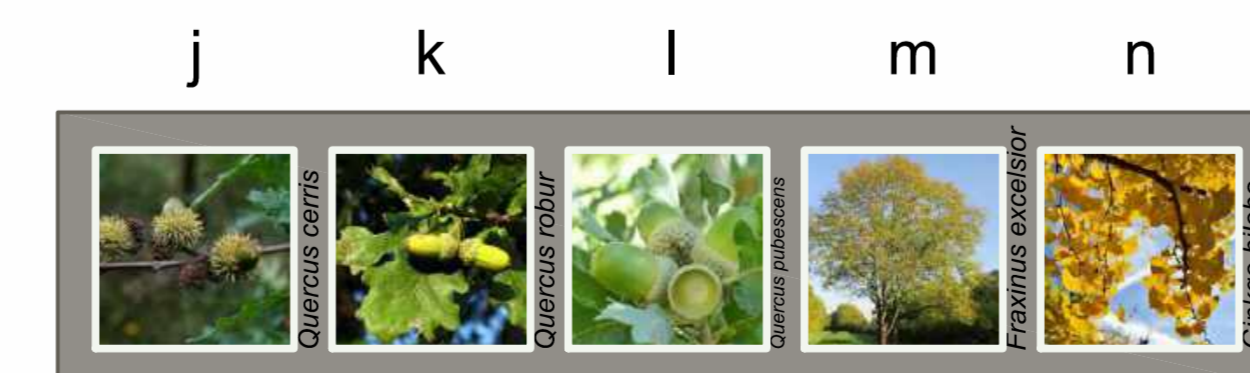 j
k
l
m
n
Quercus cerris
Quercus robur
Quercus pubescens
Fraxinus excelsior